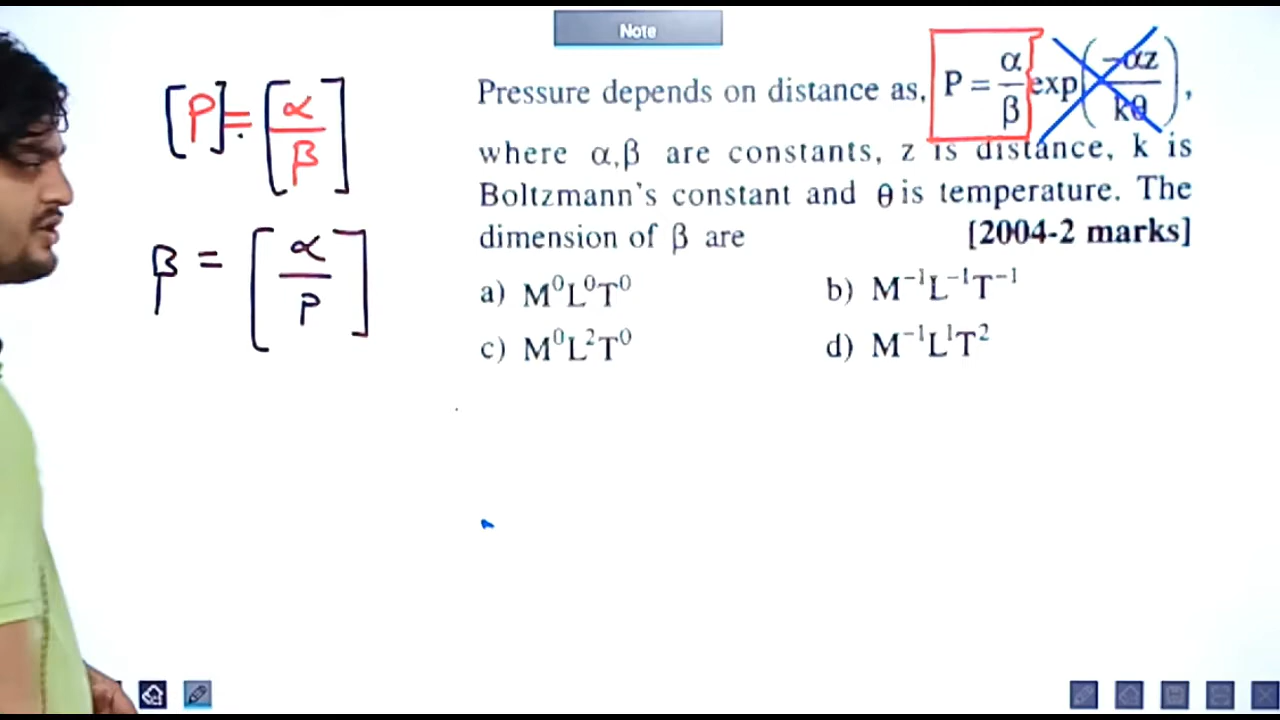 Note
[P] = [α/β]
β = [α/P]
Pressure depends on distance as, P = α/β exp(−αz/kθ),
where α,β are constants, z is distance, k is
Boltzmann's constant and θ is temperature. The
dimension of β are [2004-2 marks]
a) M⁰L⁰T⁰ b) M⁻¹L⁻¹T⁻¹
c) M⁰L²T⁰ d) M⁻¹L¹T²